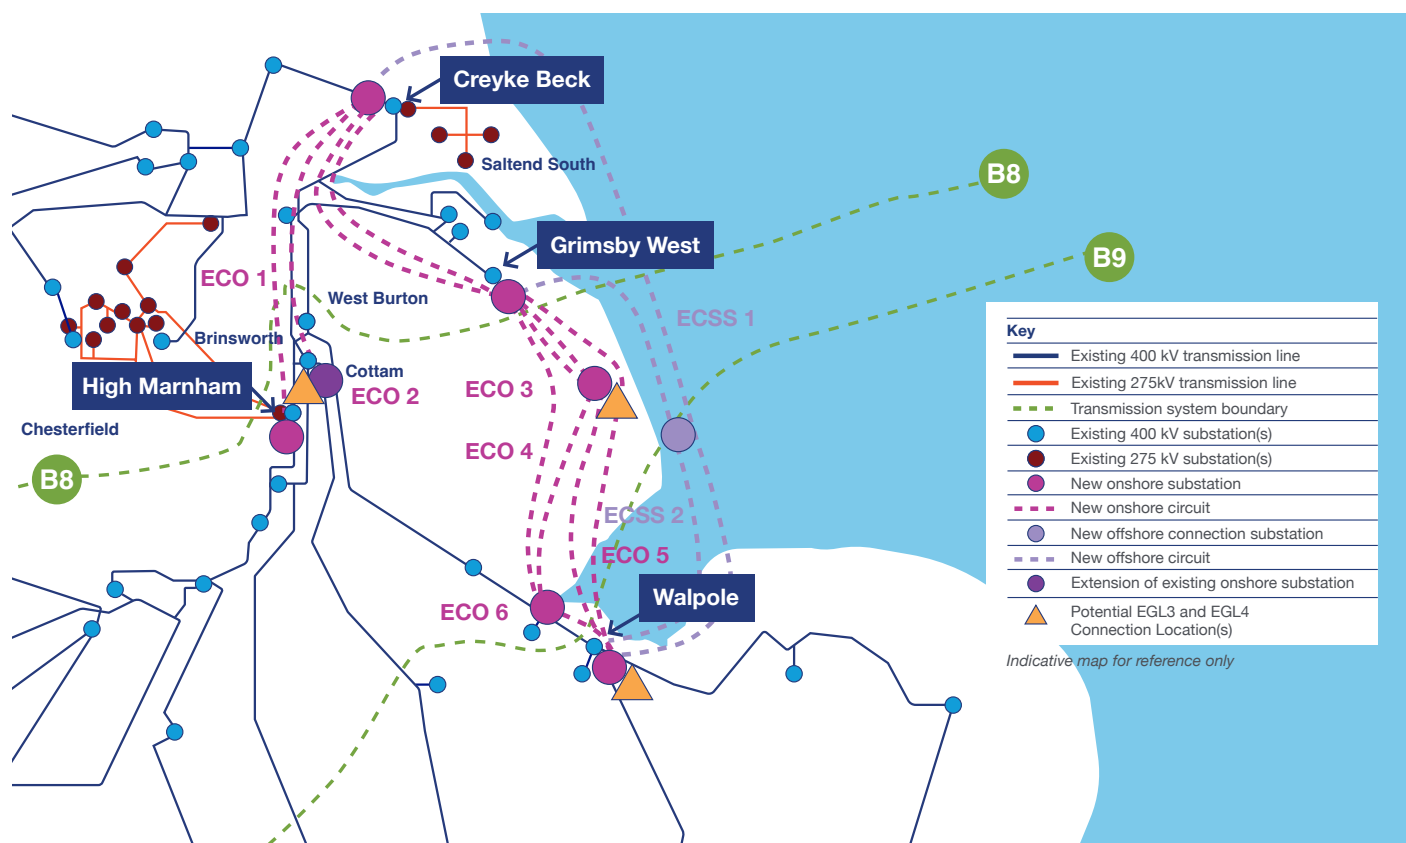 Creyke Beck
Saltend South
B8
Grimsby West
B9
ECO 1
West Burton
ECSS 1
Brinsworth
Cottam
High Marnham
ECO 2
ECO 3
Chesterfield
ECO 4
B8
ECSS 2
ECO 5
Walpole
ECO 6
Key
Existing 400 kV transmission line
Existing 275kV transmission line
Transmission system boundary
Existing 400 kV substation(s)
Existing 275 kV substation(s)
New onshore substation
New onshore circuit
New offshore connection substation
New offshore circuit
Extension of existing onshore substation
Potential EGL3 and EGL4
Connection Location(s)
Indicative map for reference only